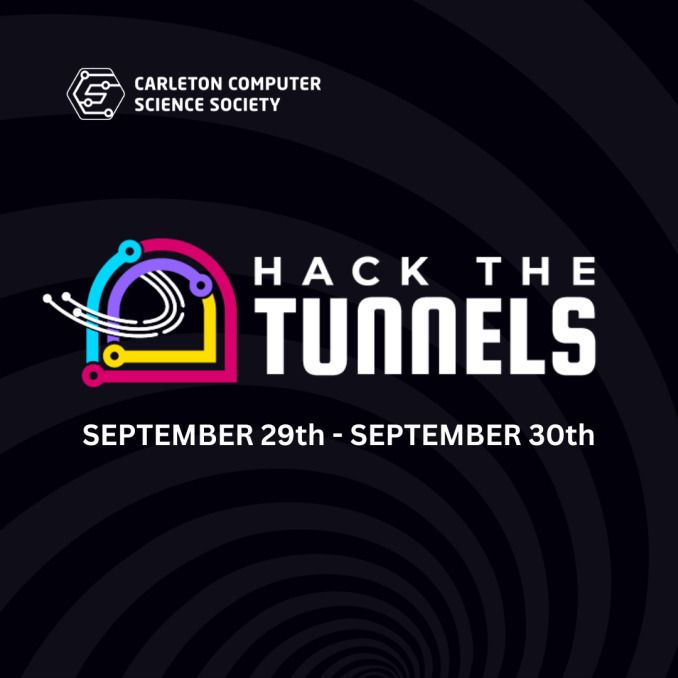 CARLETON COMPUTER
SCIENCE SOCIETY
HACK THE
TUNNELS
SEPTEMBER 29th - SEPTEMBER 30th